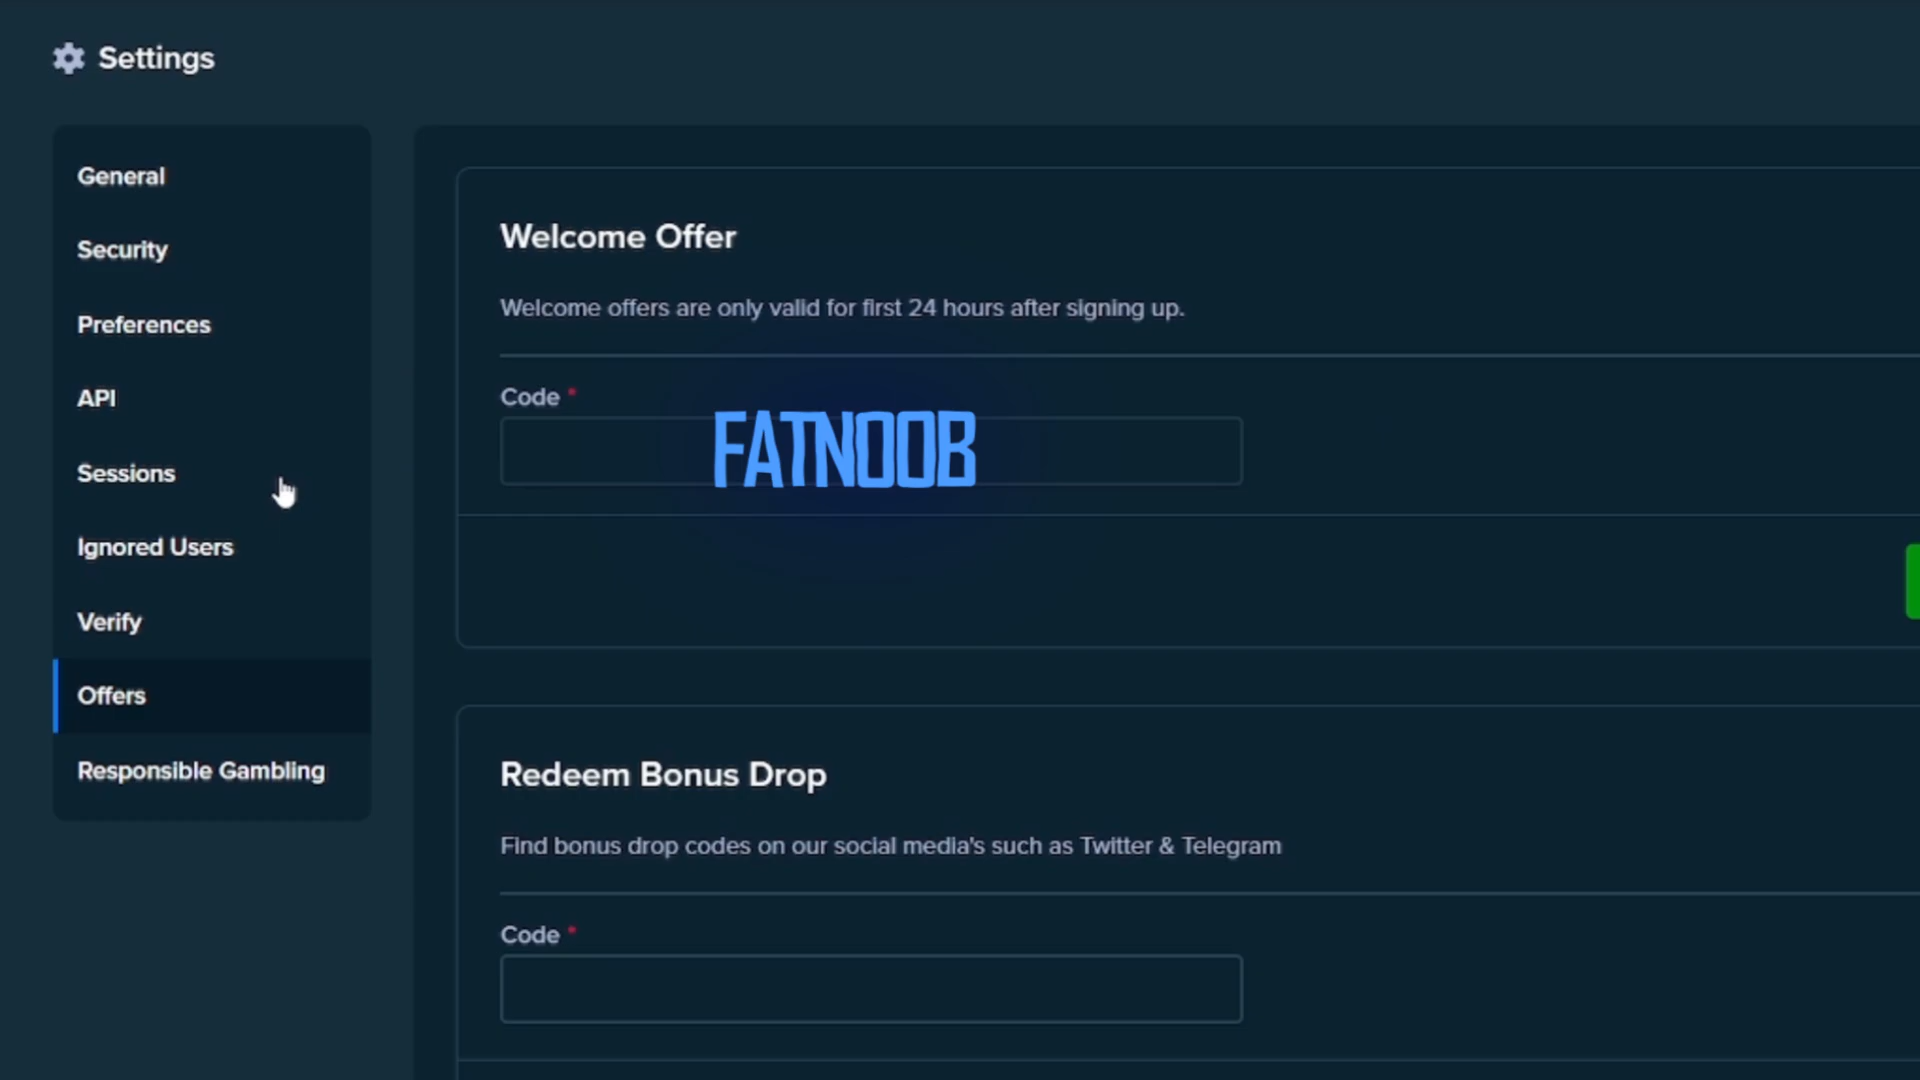 Settings
General
Security
Preferences
API
Sessions
Ignored Users
Verify
Offers
Responsible Gambling
Welcome Offer
Welcome offers are only valid for first 24 hours after signing up.
Code *
FATNOOB
Redeem Bonus Drop
Find bonus drop codes on our social media's such as Twitter & Telegram
Code *